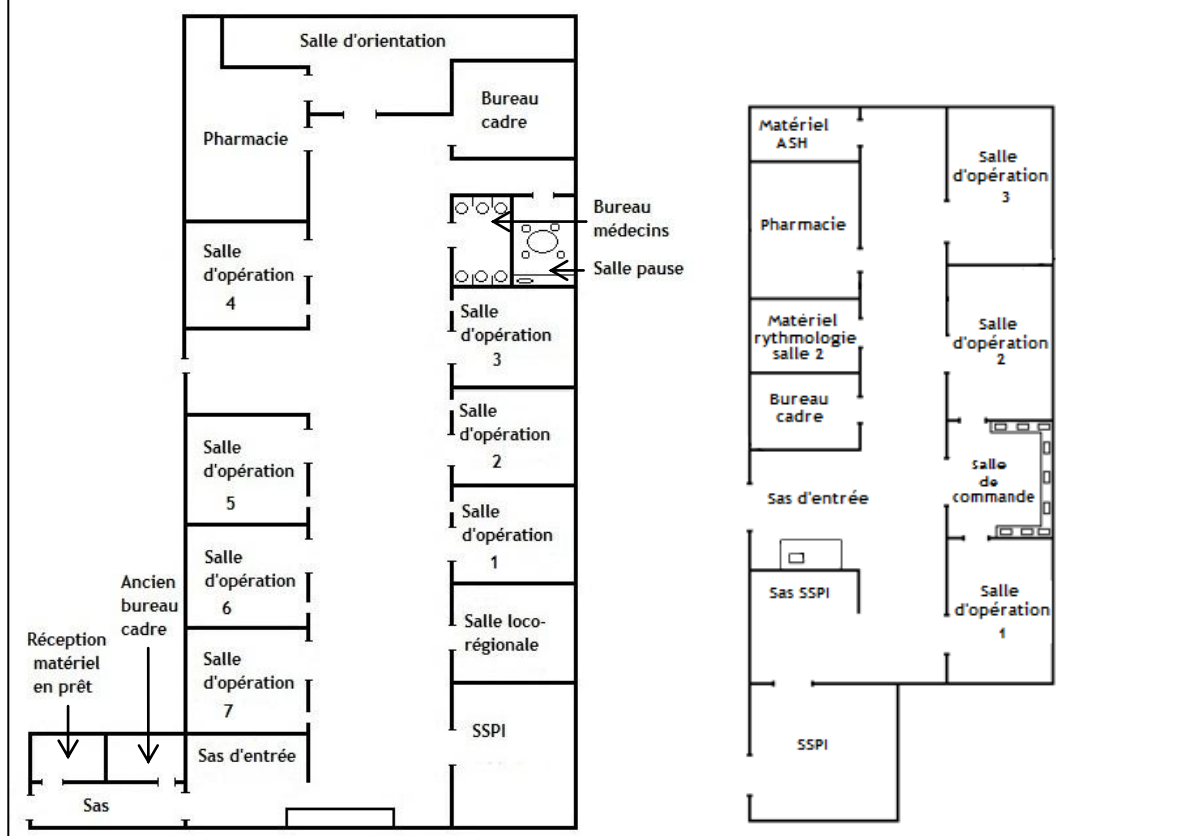 Salle d'orientation
Bureau
cadre
Pharmacie
Bureau
médecins
Salle pause
Salle
d'opération
4
Salle
d'opération
3
Salle
d'opération
2
Salle
d'opération
5
Salle
d'opération
1
Salle
d'opération
6
Ancien
bureau
cadre
Salle loco-
régionale
Réception
matériel
en prêt
Salle
d'opération
7
SSPI
Sas d'entrée
Sas
Matériel
ASH
Salle
d'opération
3
Pharmacie
Matériel
rythmologie
salle 2
Salle
d'opération
2
Bureau
cadre
Salle
de
commande
Sas d'entrée
Sas SSPI
Salle
d'opération
1
SSPI